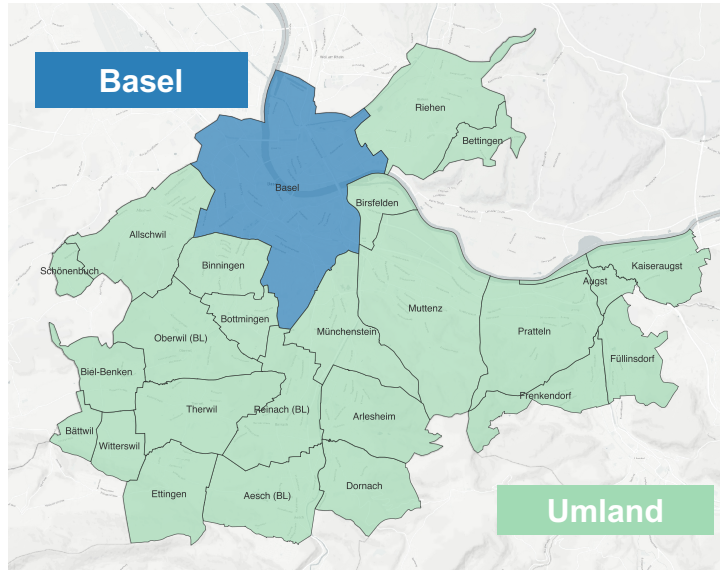 Basel
Riehen
Bettingen
Basel
Birsfelden
Allschwil
Schönenbuch
Binningen
Kaiseraugst
Augst
Muttenz
Bottmingen
Münchenstein
Pratteln
Oberwil (BL)
Füllinsdorf
Biel-Benken
Frenkendorf
Therwil
Reinach (BL)
Arlesheim
Bättwil
Witterswil
Ettingen
Aesch (BL)
Dornach
Umland